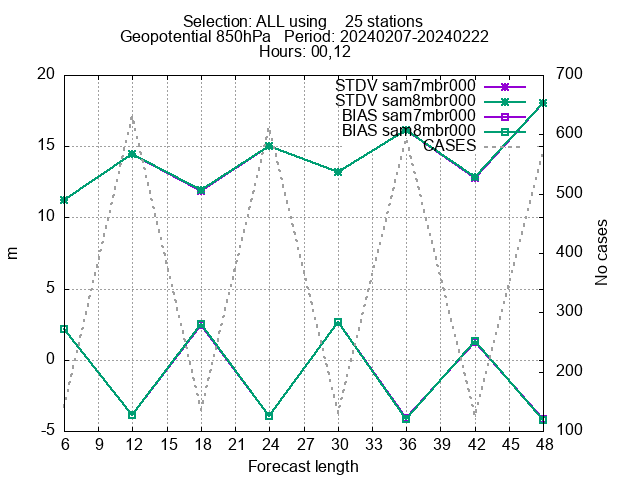 Selection: ALL using    25 stations
Geopotential 850hPa   Period: 20240207-20240222
Hours: 00,12
STDV sam7mbr000
STDV sam8mbr000
BIAS sam7mbr000
BIAS sam8mbr000
CASES
20
15
10
5
0
-5
m
700
600
500
400
300
200
100
No cases
6 9 12 15 18 21 24 27 30 33 36 39 42 45 48
Forecast length